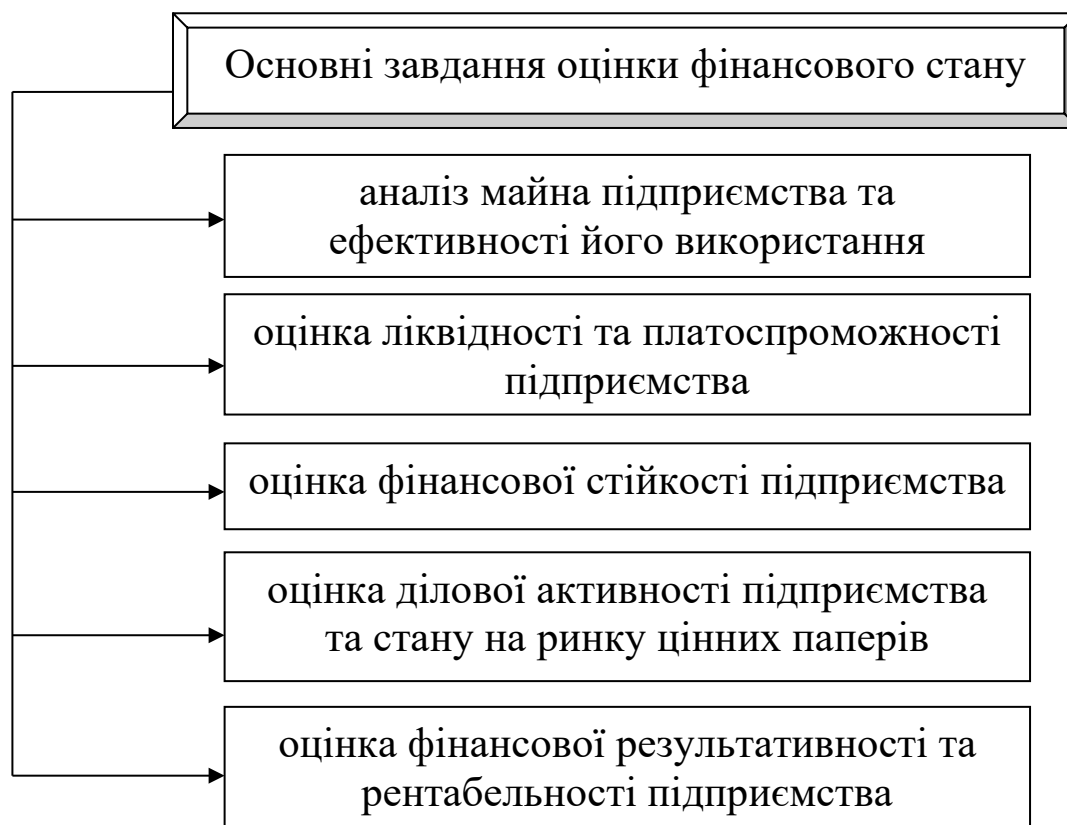 Основні завдання оцінки фінансового стану
аналіз майна підприємства та
ефективності його використання
оцінка ліквідності та платоспроможності
підприємства
оцінка фінансової стійкості підприємства
оцінка ділової активності підприємства
та стану на ринку цінних паперів
оцінка фінансової результативності та
рентабельності підприємства